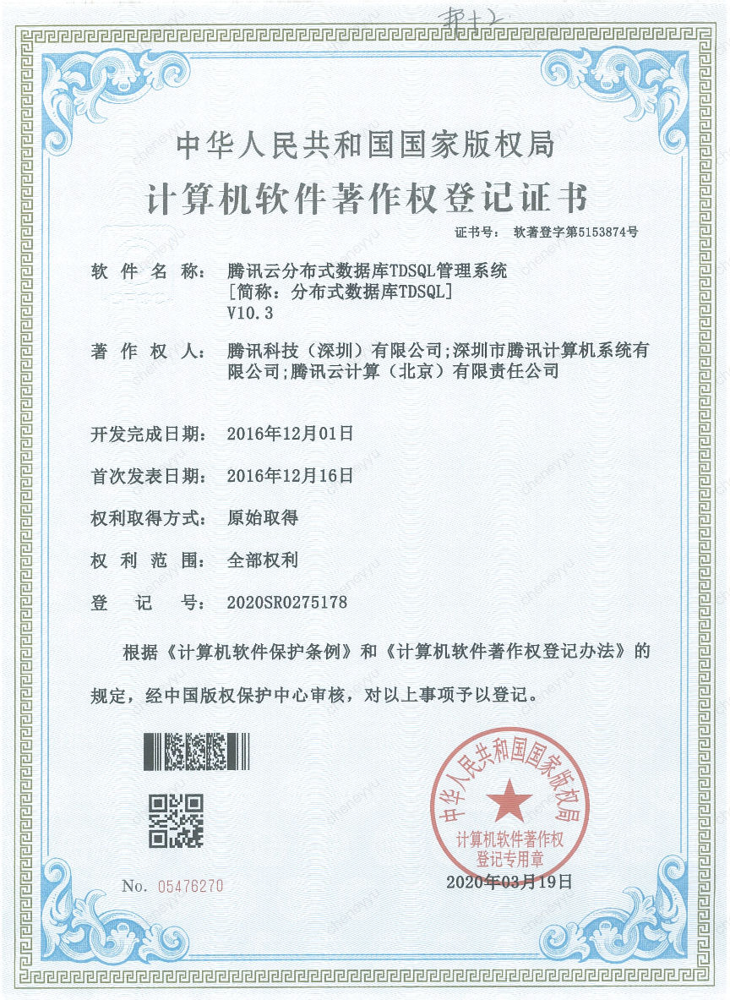 中华人民共和国国家版权局
计算机软件著作权登记证书
证书号： 软著登字第5153874号
软件名称： 腾讯云分布式数据库TDSQL管理系统
[简称：分布式数据库TDSQL]
V10.3
著作权人： 腾讯科技（深圳）有限公司;深圳市腾讯计算机系统有
限公司;腾讯云计算（北京）有限责任公司
开发完成日期： 2016年12月01日
首次发表日期： 2016年12月16日
权利取得方式： 原始取得
权利范围： 全部权利
登记号： 2020SR0275178
根据《计算机软件保护条例》和《计算机软件著作权登记办法》的
规定，经中国版权保护中心审核，对以上事项予以登记。
中华人民共和国国家版权局
计算机软件著作权
登记专用章
No. 05476270
2020年03月19日
cheneyyu